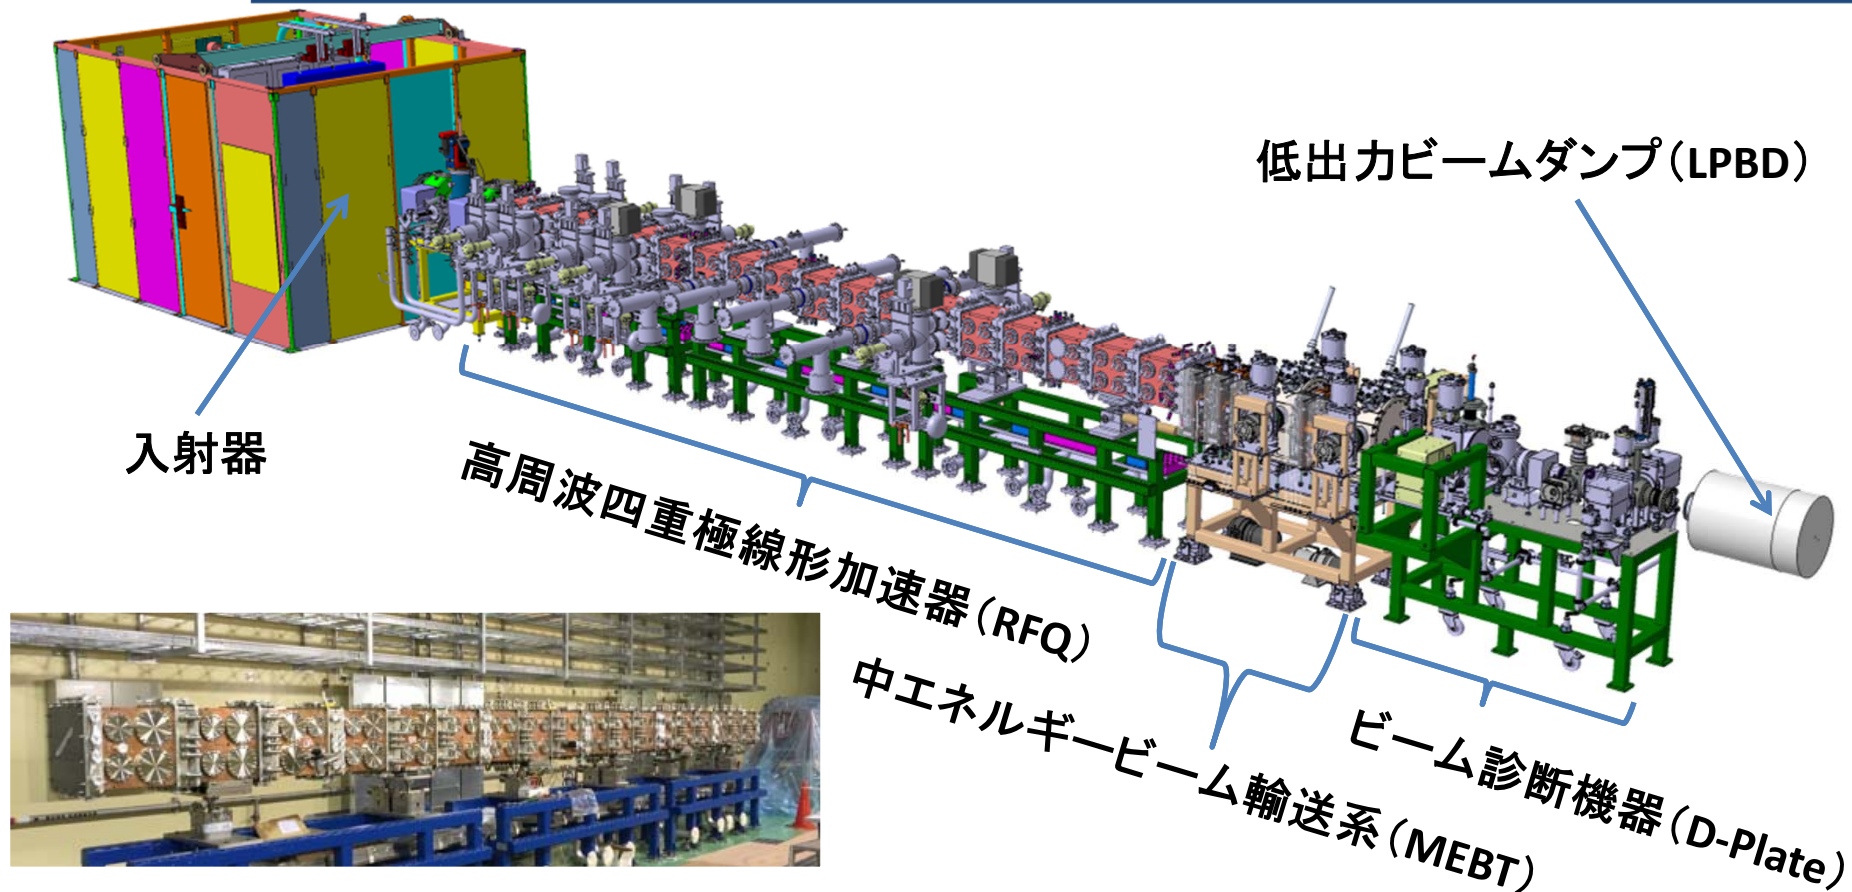 低出力ビームダンプ(LPBD)
入射器
高周波四重極線形加速器(RFQ)
中エネルギービーム輸送系(MEBT)
ビーム診断機器(D-Plate)